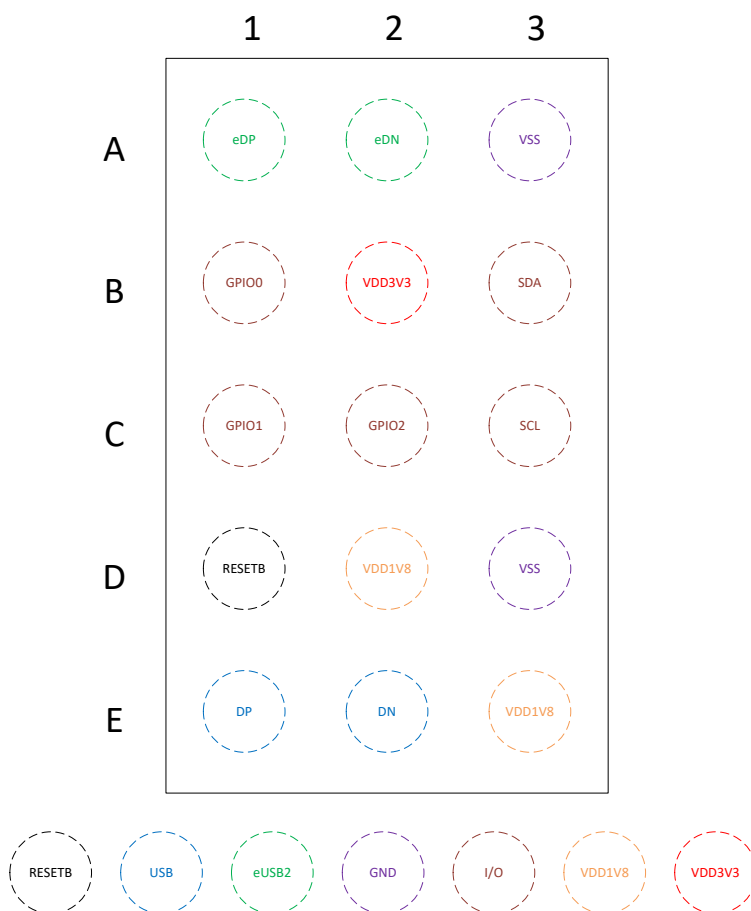 1 2 3
A eDP eDN VSS
B GPIO0 VDD3V3 SDA
C GPIO1 GPIO2 SCL
D RESETB VDD1V8 VSS
E DP DN VDD1V8
RESETB USB eUSB2 GND I/O VDD1V8 VDD3V3